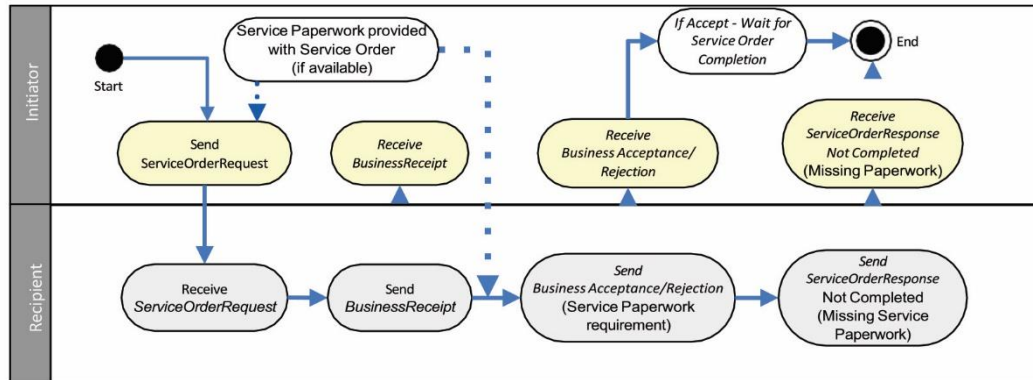 Initiator
Start
Service Paperwork provided
with Service Order
(if available)
If Accept - Wait for
Service Order
Completion
End
Send
ServiceOrderRequest
Receive
BusinessReceipt
Receive
Business Acceptance/
Rejection
Receive
ServiceOrderResponse
Not Completed
(Missing Paperwork)
Recipient
Receive
ServiceOrderRequest
Send
BusinessReceipt
Send
Business Acceptance/Rejection
(Service Paperwork
requirement)
Send
ServiceOrderResponse
Not Completed
(Missing Service
Paperwork)